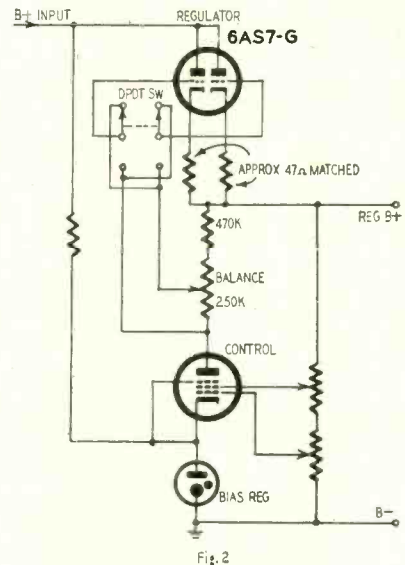 REGULATOR
B+ INPUT
6AS7-G
DPDT SW
APPROX 47Ω MATCHED
470K
REG B+
BALANCE
250K
CONTROL
BIAS REG
B-
Fig. 2